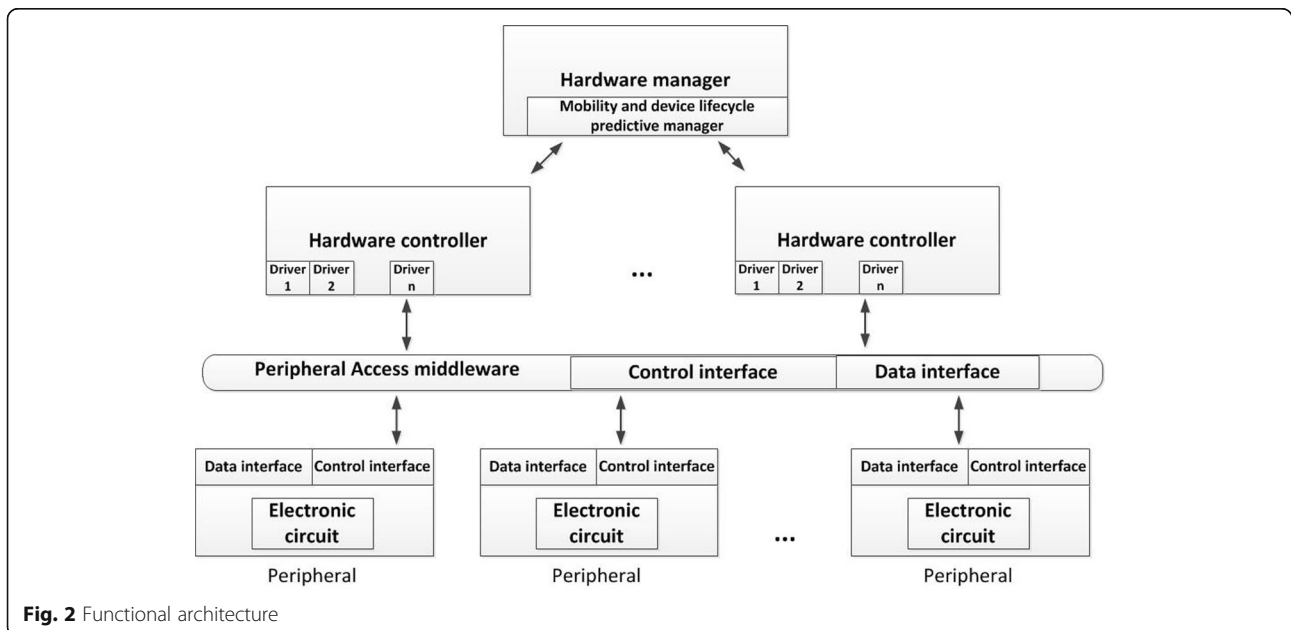 Hardware manager
Mobility and device lifecycle
predictive manager
Hardware controller
Driver
1
Driver
2
Driver
n
...
Hardware controller
Driver
1
Driver
2
Driver
n
Peripheral Access middleware
Control interface
Data interface
Data interface
Control interface
Electronic
circuit
Peripheral
Data interface
Control interface
Electronic
circuit
Peripheral
...
Data interface
Control interface
Electronic
circuit
Peripheral
Fig. 2 Functional architecture